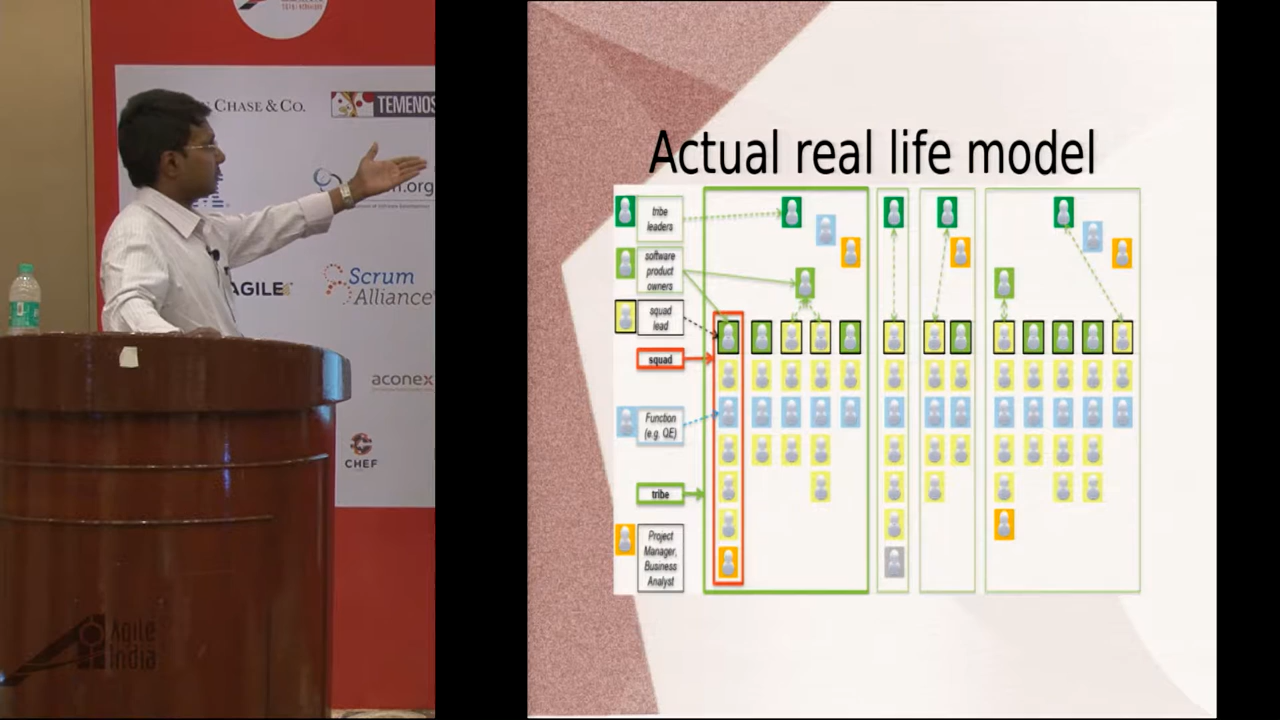 CHASE & CO.
TEMENOS
.org
AGILE
Scrum
Alliance
aconex
CHEF
Agile
India
Actual real life model
tribe
leaders
software
product
owners
squad
lead
squad
Function
(e.g. QE)
tribe
Project
Manager,
Business
Analyst